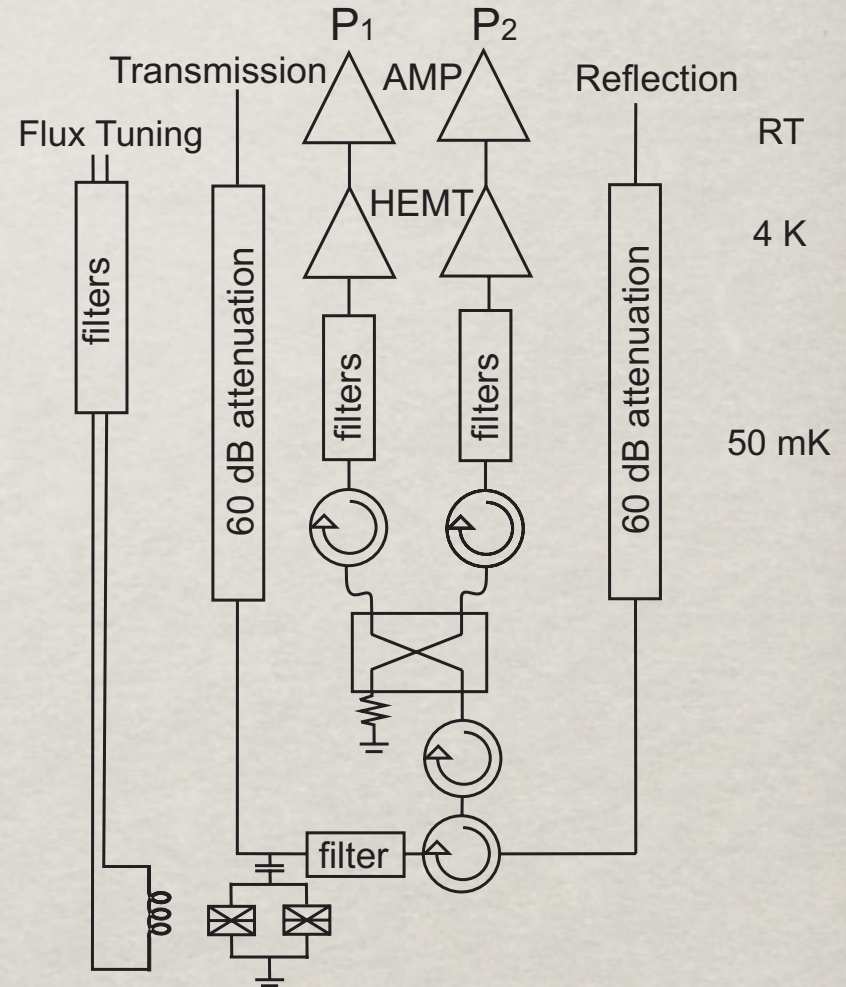 P1
P2
Transmission
AMP
Reflection
Flux Tuning
RT
HEMT
4 K
filters
60 dB attenuation
filters
filters
60 dB attenuation
50 mK
filter